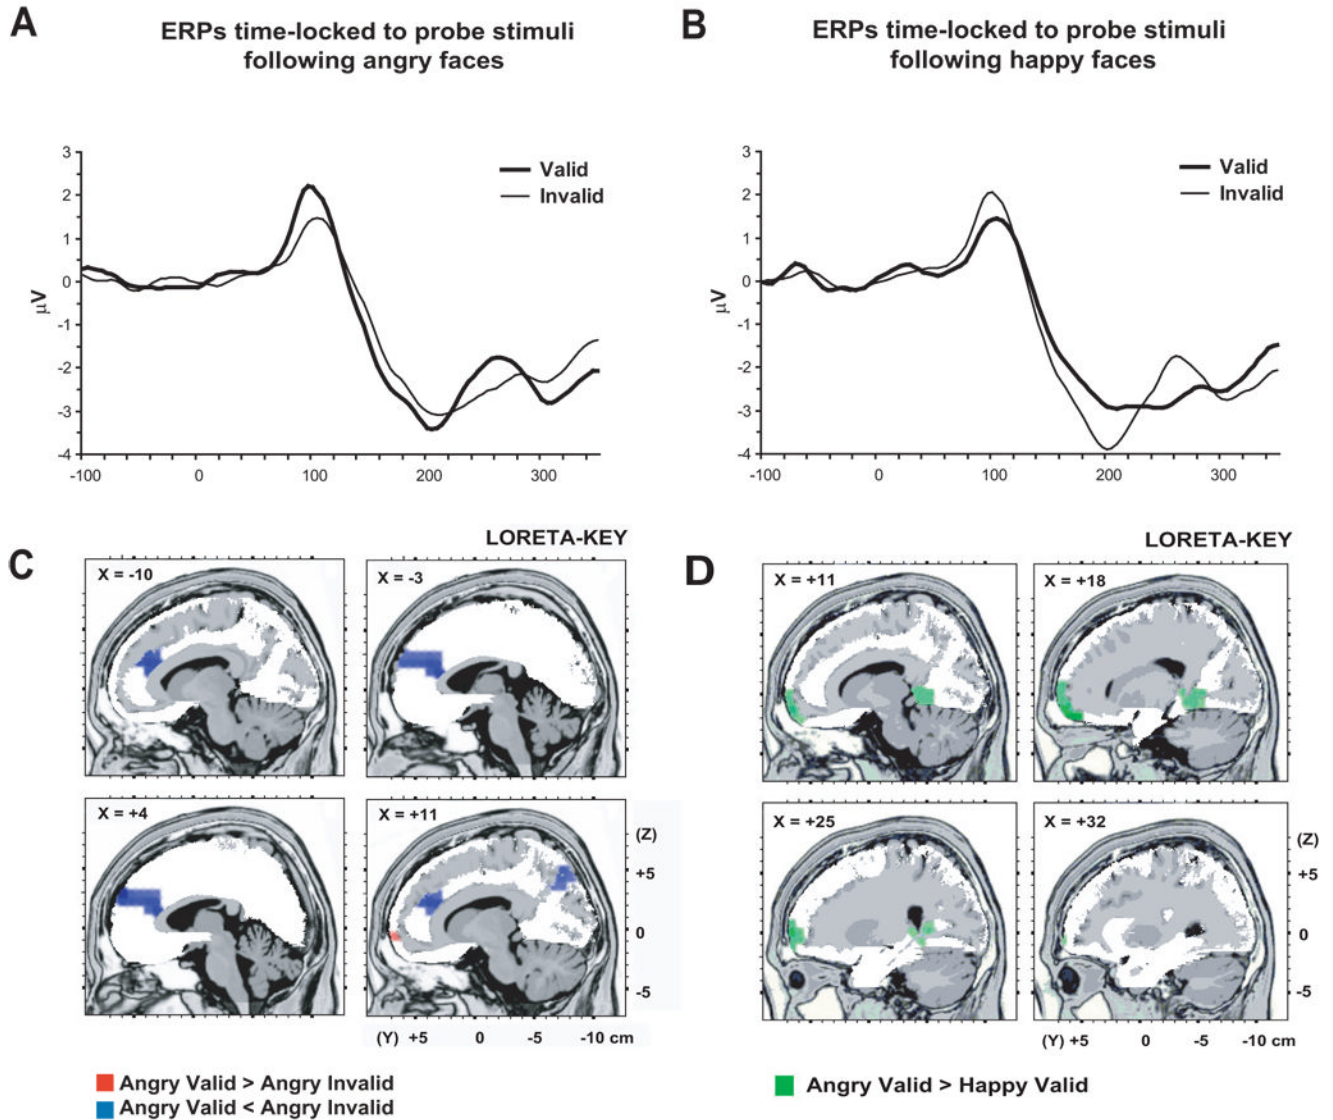 A
ERPs time-locked to probe stimuli
following angry faces
3
2
1
0
-1
-2
-3
-4
µV
Valid
Invalid
-100 0 100 200 300
B
ERPs time-locked to probe stimuli
following happy faces
3
2
1
0
-1
-2
-3
-4
µV
Valid
Invalid
-100 0 100 200 300
C
LORETA-KEY
X = -10
X = -3
X = +4
X = +11
(Z)
+5
0
-5
(Y) +5 0 -5 -10 cm
Angry Valid > Angry Invalid
Angry Valid < Angry Invalid
D
LORETA-KEY
X = +11
X = +18
X = +25
X = +32
(Z)
+5
0
-5
(Y) +5 0 -5 -10 cm
Angry Valid > Happy Valid